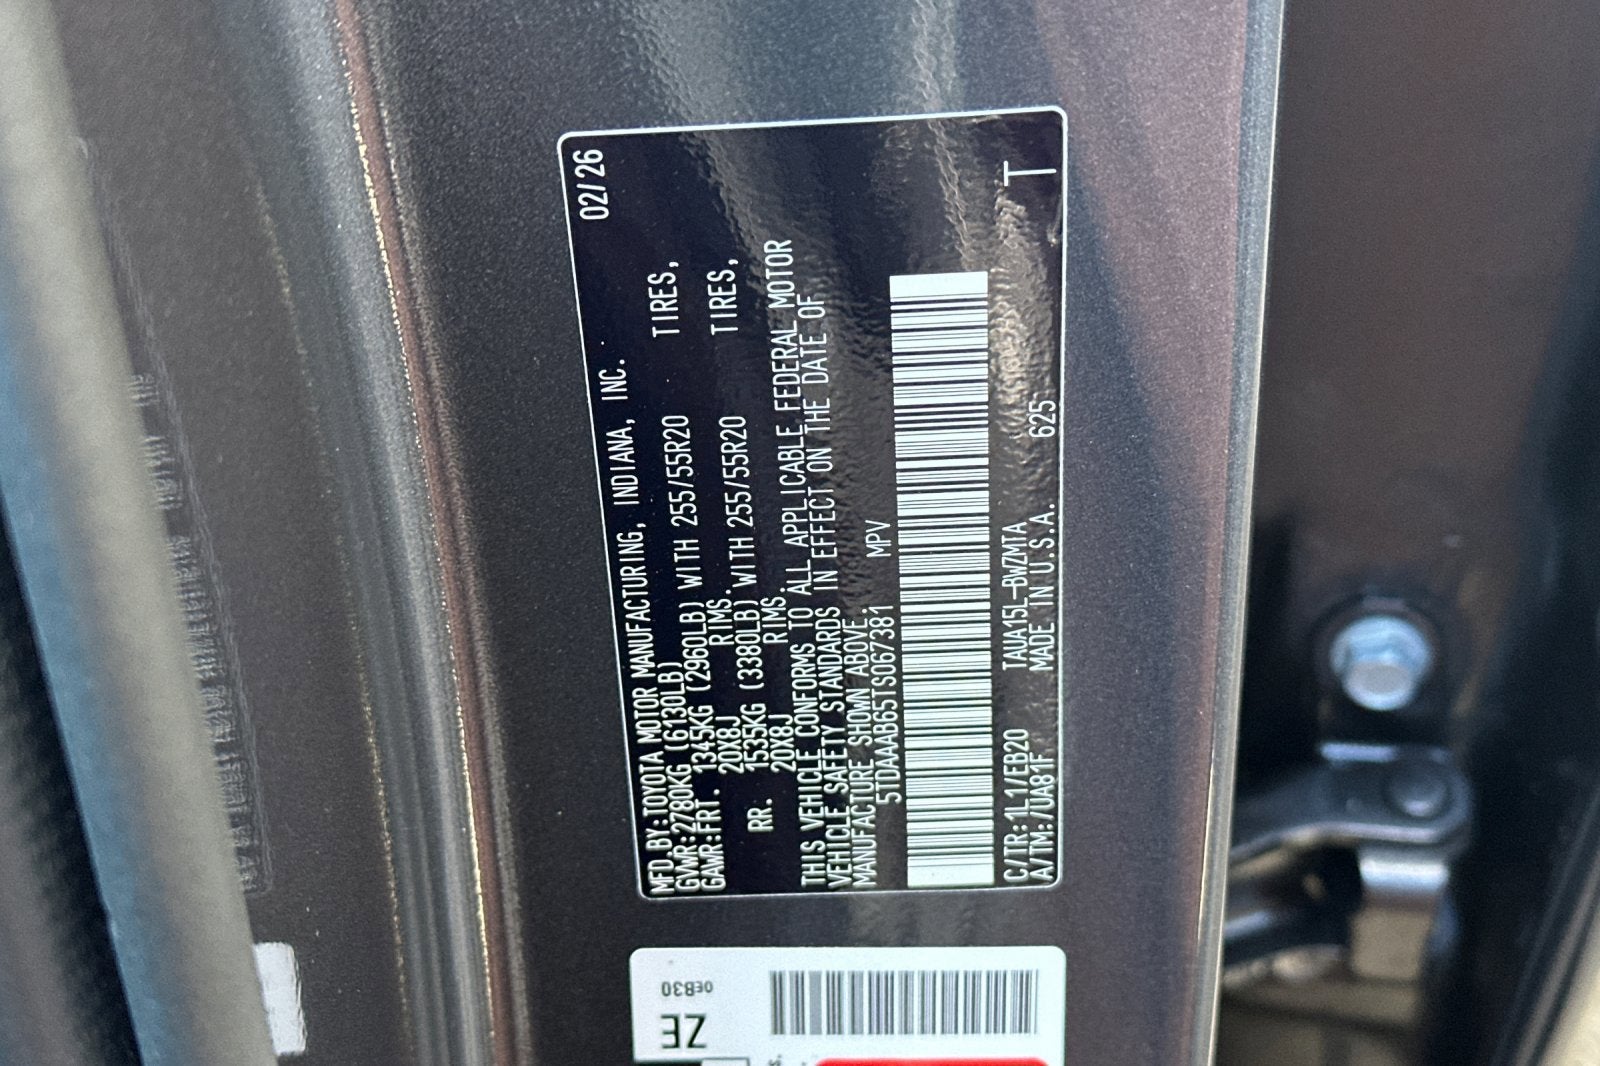 MFD.BY:TOYOTA MOTOR MANUFACTURING, INDIANA, INC. 02/26
GVWR:2780KG (6130LB)
GAWR:FRT. 1345KG (2960LB) WITH 255/55R20 TIRES,
20X8J RIMS.
RR. 1535KG (3380LB) WITH 255/55R20 TIRES,
20X8J RIMS.
THIS VEHICLE CONFORMS TO ALL APPLICABLE FEDERAL MOTOR
VEHICLE SAFETY STANDARDS IN EFFECT ON THE DATE OF
MANUFACTURE SHOWN ABOVE.
5TDAAAB65TS067381 MPV
C/TR:1L1/EB20 TAUA15L-BWZMTA T
A/TM:/UA81F MADE IN U.S.A. 625
0EB30
ZE